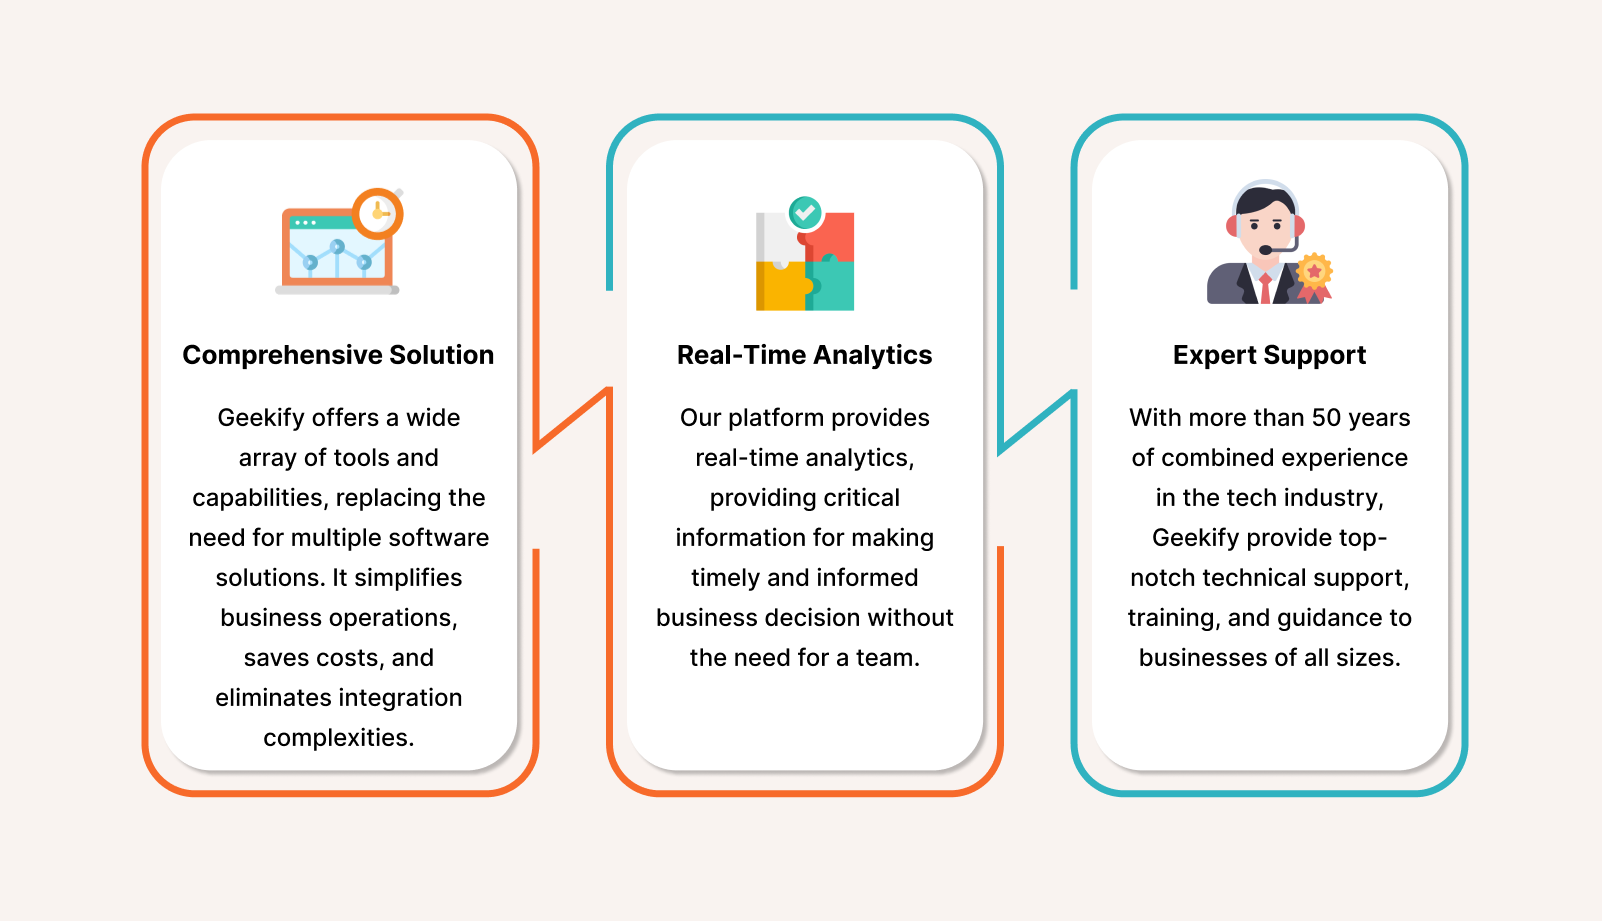 Comprehensive Solution
Geekify offers a wide
array of tools and
capabilities, replacing the
need for multiple software
solutions. It simplifies
business operations,
saves costs, and
eliminates integration
complexities.
Real-Time Analytics
Our platform provides
real-time analytics,
providing critical
information for making
timely and informed
business decision without
the need for a team.
Expert Support
With more than 50 years
of combined experience
in the tech industry,
Geekify provide top-
notch technical support,
training, and guidance to
businesses of all sizes.